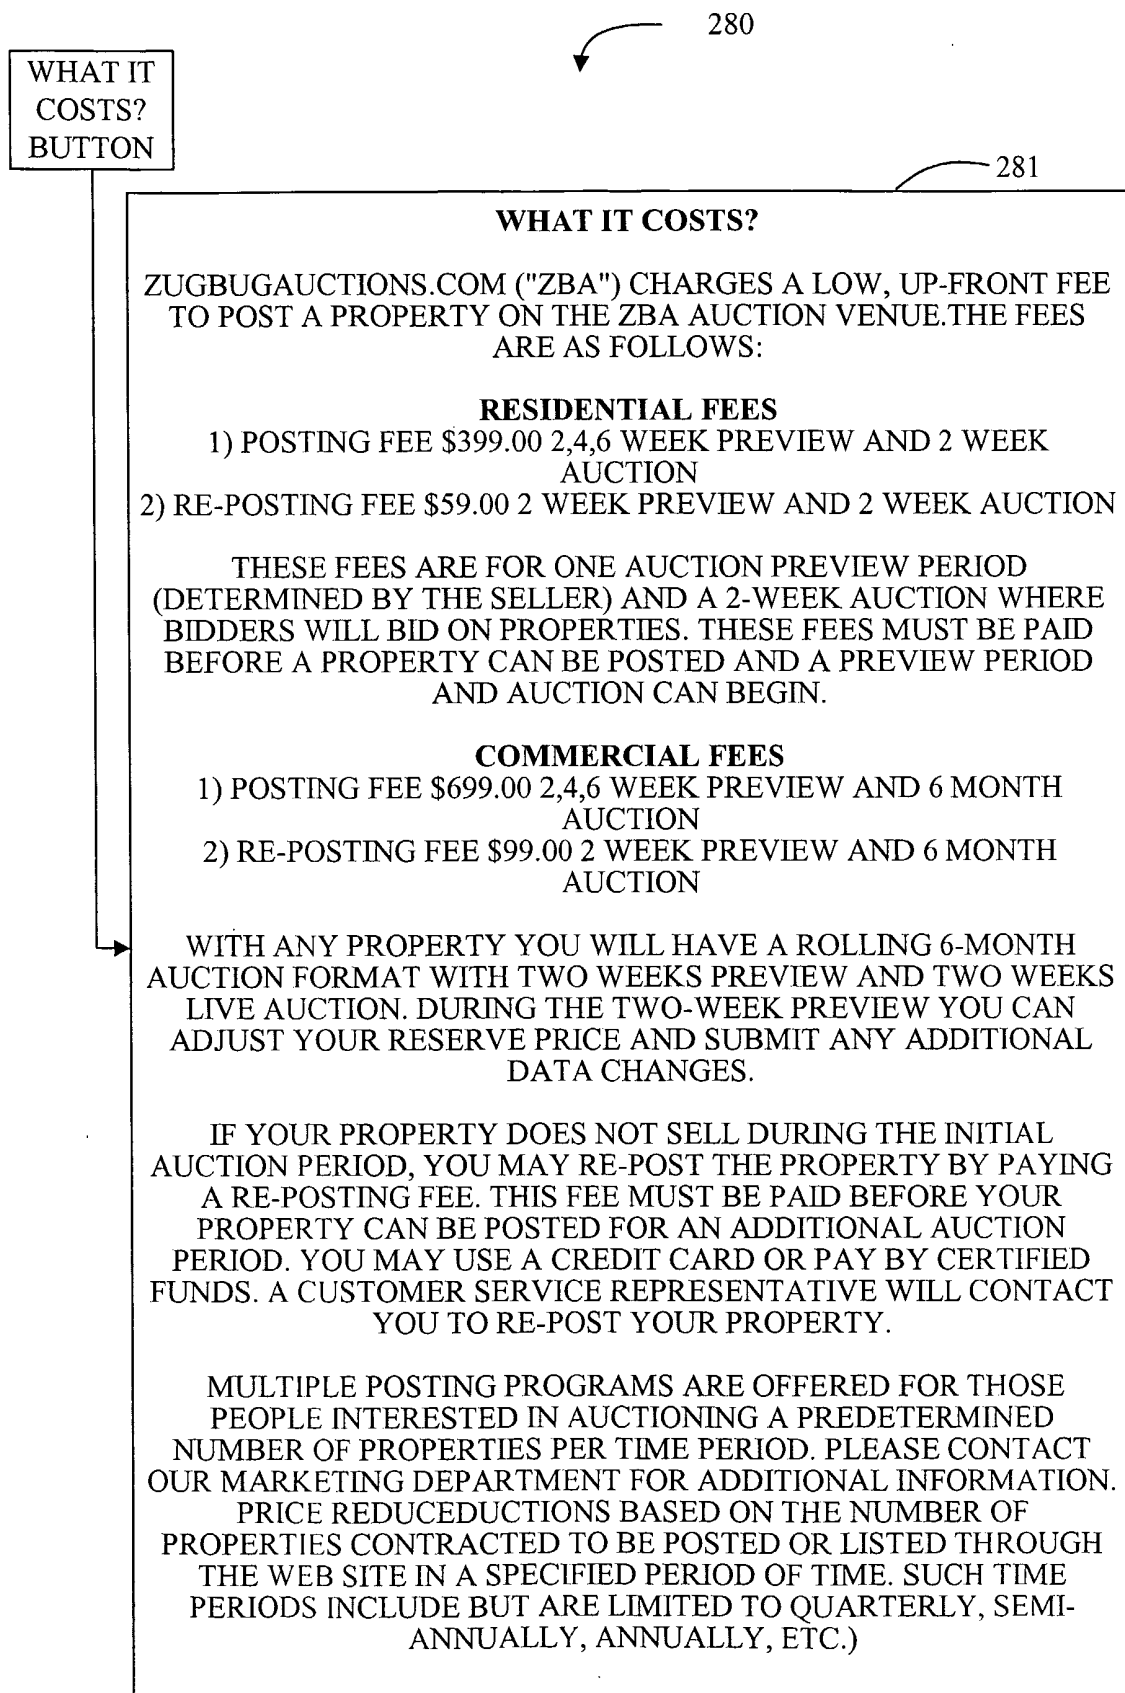 280
WHAT IT
COSTS?
BUTTON
281
WHAT IT COSTS?
ZUGBUGAUCTIONS.COM ("ZBA") CHARGES A LOW, UP-FRONT FEE
TO POST A PROPERTY ON THE ZBA AUCTION VENUE.THE FEES
ARE AS FOLLOWS:
RESIDENTIAL FEES
1) POSTING FEE $399.00 2,4,6 WEEK PREVIEW AND 2 WEEK
AUCTION
2) RE-POSTING FEE $59.00 2 WEEK PREVIEW AND 2 WEEK AUCTION
THESE FEES ARE FOR ONE AUCTION PREVIEW PERIOD
(DETERMINED BY THE SELLER) AND A 2-WEEK AUCTION WHERE
BIDDERS WILL BID ON PROPERTIES. THESE FEES MUST BE PAID
BEFORE A PROPERTY CAN BE POSTED AND A PREVIEW PERIOD
AND AUCTION CAN BEGIN.
COMMERCIAL FEES
1) POSTING FEE $699.00 2,4,6 WEEK PREVIEW AND 6 MONTH
AUCTION
2) RE-POSTING FEE $99.00 2 WEEK PREVIEW AND 6 MONTH
AUCTION
WITH ANY PROPERTY YOU WILL HAVE A ROLLING 6-MONTH
AUCTION FORMAT WITH TWO WEEKS PREVIEW AND TWO WEEKS
LIVE AUCTION. DURING THE TWO-WEEK PREVIEW YOU CAN
ADJUST YOUR RESERVE PRICE AND SUBMIT ANY ADDITIONAL
DATA CHANGES.
IF YOUR PROPERTY DOES NOT SELL DURING THE INITIAL
AUCTION PERIOD, YOU MAY RE-POST THE PROPERTY BY PAYING
A RE-POSTING FEE. THIS FEE MUST BE PAID BEFORE YOUR
PROPERTY CAN BE POSTED FOR AN ADDITIONAL AUCTION
PERIOD. YOU MAY USE A CREDIT CARD OR PAY BY CERTIFIED
FUNDS. A CUSTOMER SERVICE REPRESENTATIVE WILL CONTACT
YOU TO RE-POST YOUR PROPERTY.
MULTIPLE POSTING PROGRAMS ARE OFFERED FOR THOSE
PEOPLE INTERESTED IN AUCTIONING A PREDETERMINED
NUMBER OF PROPERTIES PER TIME PERIOD. PLEASE CONTACT
OUR MARKETING DEPARTMENT FOR ADDITIONAL INFORMATION.
PRICE REDUCEDUCTIONS BASED ON THE NUMBER OF
PROPERTIES CONTRACTED TO BE POSTED OR LISTED THROUGH
THE WEB SITE IN A SPECIFIED PERIOD OF TIME. SUCH TIME
PERIODS INCLUDE BUT ARE LIMITED TO QUARTERLY, SEMI-
ANNUALLY, ANNUALLY, ETC.)